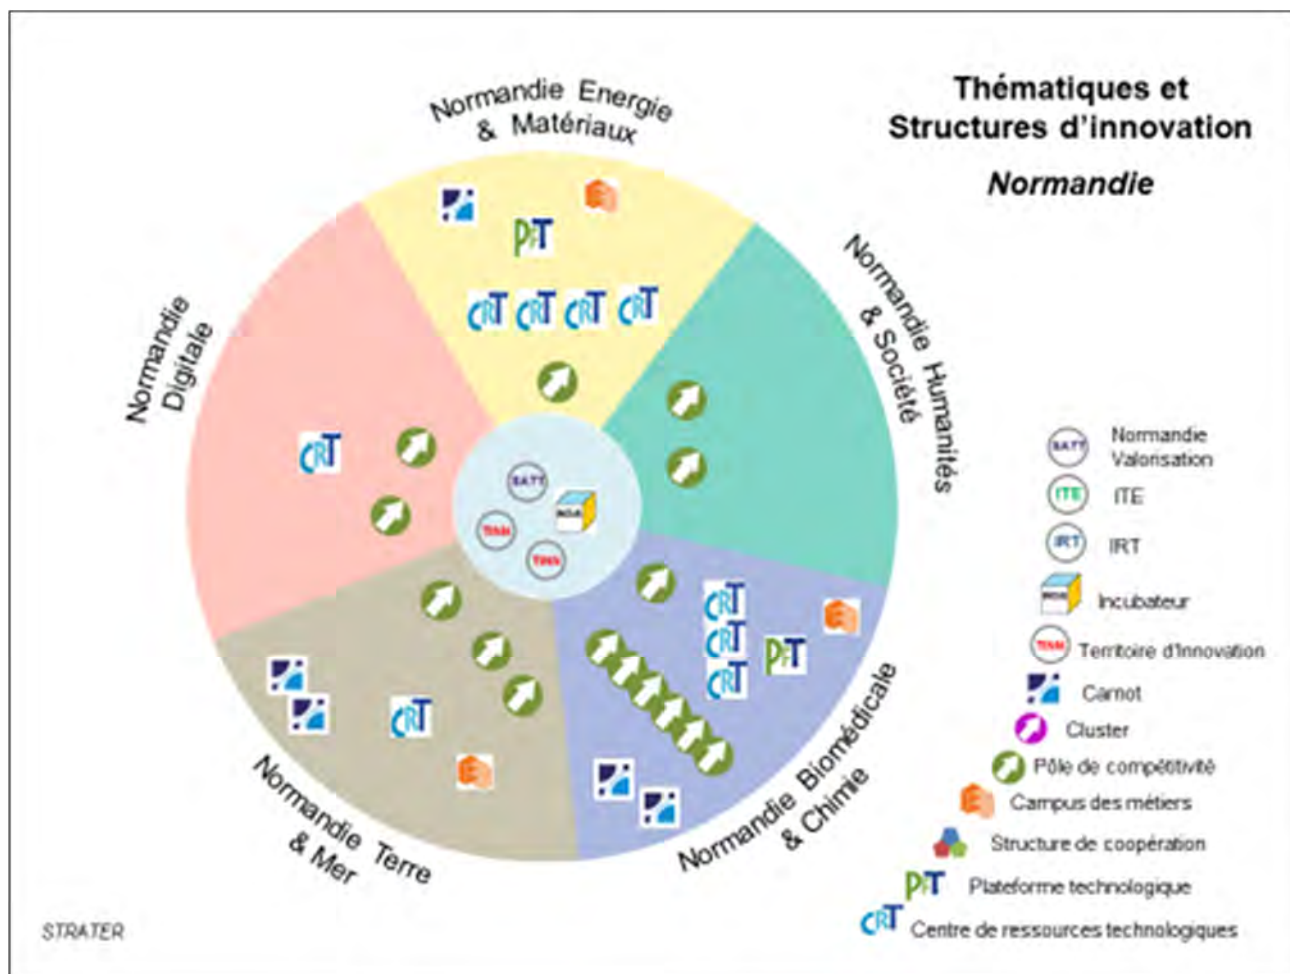 Thématiques et
Structures d'innovation
Normandie
Normandie Energie
& Matériaux
Normandie Humanités
& Société
Normandie
Digitale
Normandie Terre
& Mer
Normandie Biomédicale
& Chimie
PFT
CRT CRT CRT CRT
CRT
SATT
INCUB
TINN
TINN
CRT
CRT
CRT
PFT
CRT
SATT Normandie
Valorisation
ITE ITE
IRT IRT
INCUB Incubateur
TINN Territoire d'Innovation
Carnot
Cluster
Pôle de compétitivité
Campus des métiers
Structure de coopération
PFT Plateforme technologique
CRT Centre de ressources technologiques
STRATER